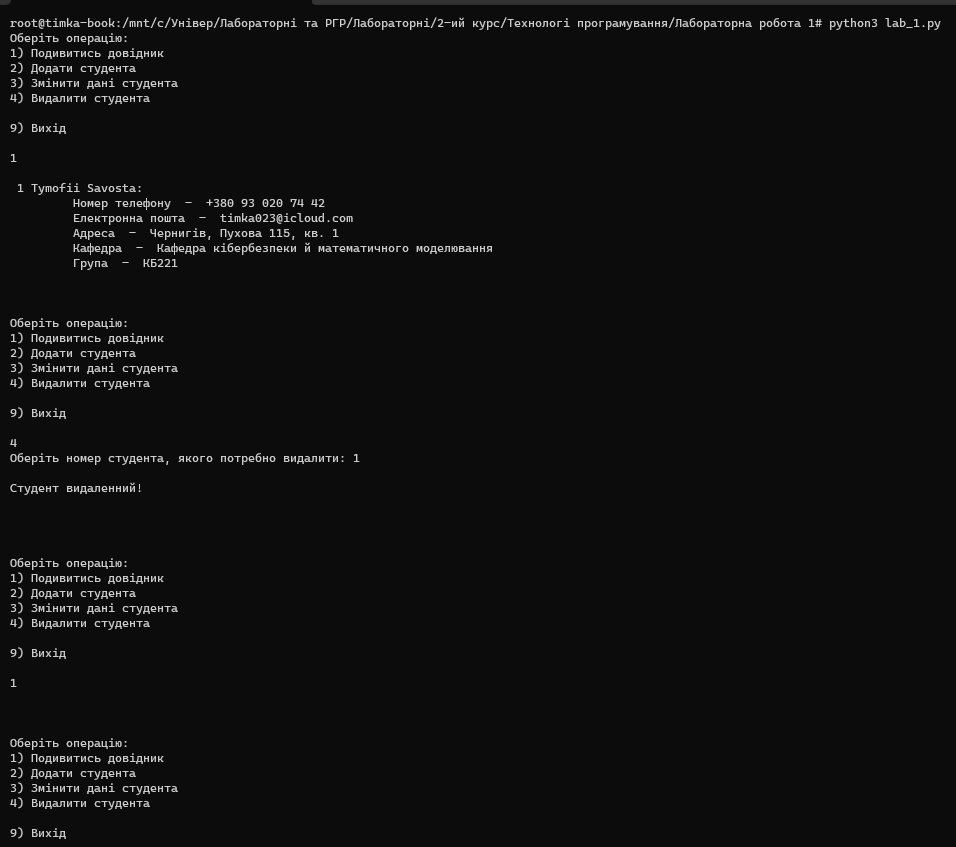 root@timka-book:/mnt/c/Універ/Лабораторні та РГР/Лабораторні/2-ий курс/Технологі програмування/Лабораторна робота 1# python3 lab_1.py
Оберіть операцію:
1) Подивитись довідник
2) Додати студента
3) Змінити дані студента
4) Видалити студента
9) Вихід
1
1 Tymofii Savosta:
Номер телефону – +380 93 020 74 42
Електронна пошта – timka023@icloud.com
Адреса – Чернигів, Пухова 115, кв. 1
Кафедра – Кафедра кібербезпеки й математичного моделювання
Група – КБ221
Оберіть операцію:
1) Подивитись довідник
2) Додати студента
3) Змінити дані студента
4) Видалити студента
9) Вихід
4
Оберіть номер студента, якого потребно видалити: 1
Студент видаленний!
Оберіть операцію:
1) Подивитись довідник
2) Додати студента
3) Змінити дані студента
4) Видалити студента
9) Вихід
1
Оберіть операцію:
1) Подивитись довідник
2) Додати студента
3) Змінити дані студента
4) Видалити студента
9) Вихід